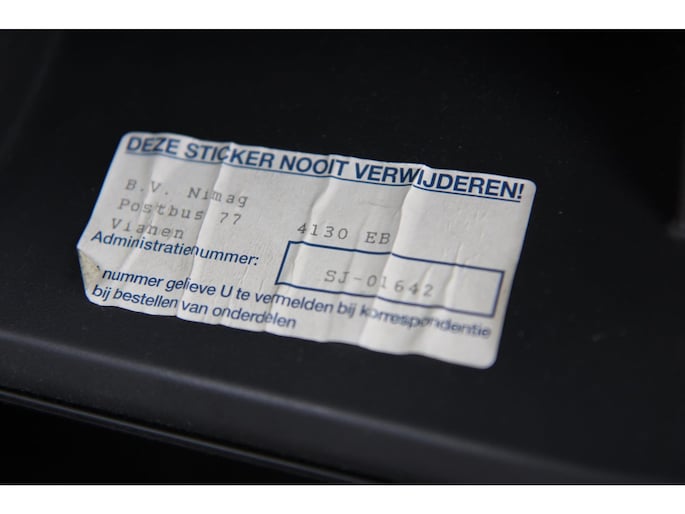 DEZE STICKER NOOIT VERWIJDEREN!
B.V. Nimag
Postbus 77
Vianen 4130 EB
Administratienummer: SJ-01642
nummer gelieve U te vermelden bij korrespondentie
bij bestellen van onderdelen